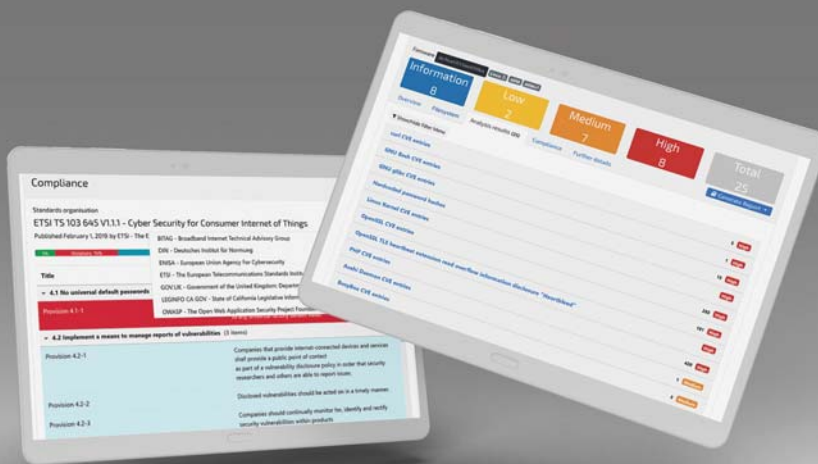 Compliance
Standards organisation
ETSI TS 103 645 V1.1.1 - Cyber Security for Consumer Internet of Things
Published February 1, 2019 by ETSI - The E
BITAG - Broadband Internet Technical Advisory Group
DIN - Deutsches Institut für Normung
ENISA - European Union Agency for Cybersecurity
ETSI - The European Telecommunications Standards Instit
GOV.UK - Government of the United Kingdom: Depart
LEGINFO CA GOV - State of California Legislative Inform
OWASP - The Open Web Application Security Project Found
Title
4.1 No universal default passwords
Provision 4.1-1
4.2 Implement a means to manage reports of vulnerabilities (3 items)
Provision 4.2-1
Companies that provide internet-connected devices and services
shall provide a public point of contact
as part of a vulnerability disclosure policy in order that security
researchers and others are able to report issues.
Provision 4.2-2
Disclosed vulnerabilities should be acted on in a timely manner.
Provision 4.2-3
Companies should continually monitor for, identify and rectify
security vulnerabilities within products
Firmware
Information
8
Low
2
Medium
7
High
8
Total
25
Overview
Filesystem
Analysis results
Compliance
Further details
Generate Report
Show/Hide Filter Menu
curl CVE entries
GNU Bash CVE entries
GNU glibc CVE entries
Hardcoded password hashes
Linux Kernel CVE entries
OpenSSL CVE entries
OpenSSL TLS heartbeat extension read overflow information disclosure "Heartbleed"
PHP CVE entries
Avahi Daemon CVE entries
BusyBox CVE entries
High
High
High
High
High
High
High
High
Medium
Medium